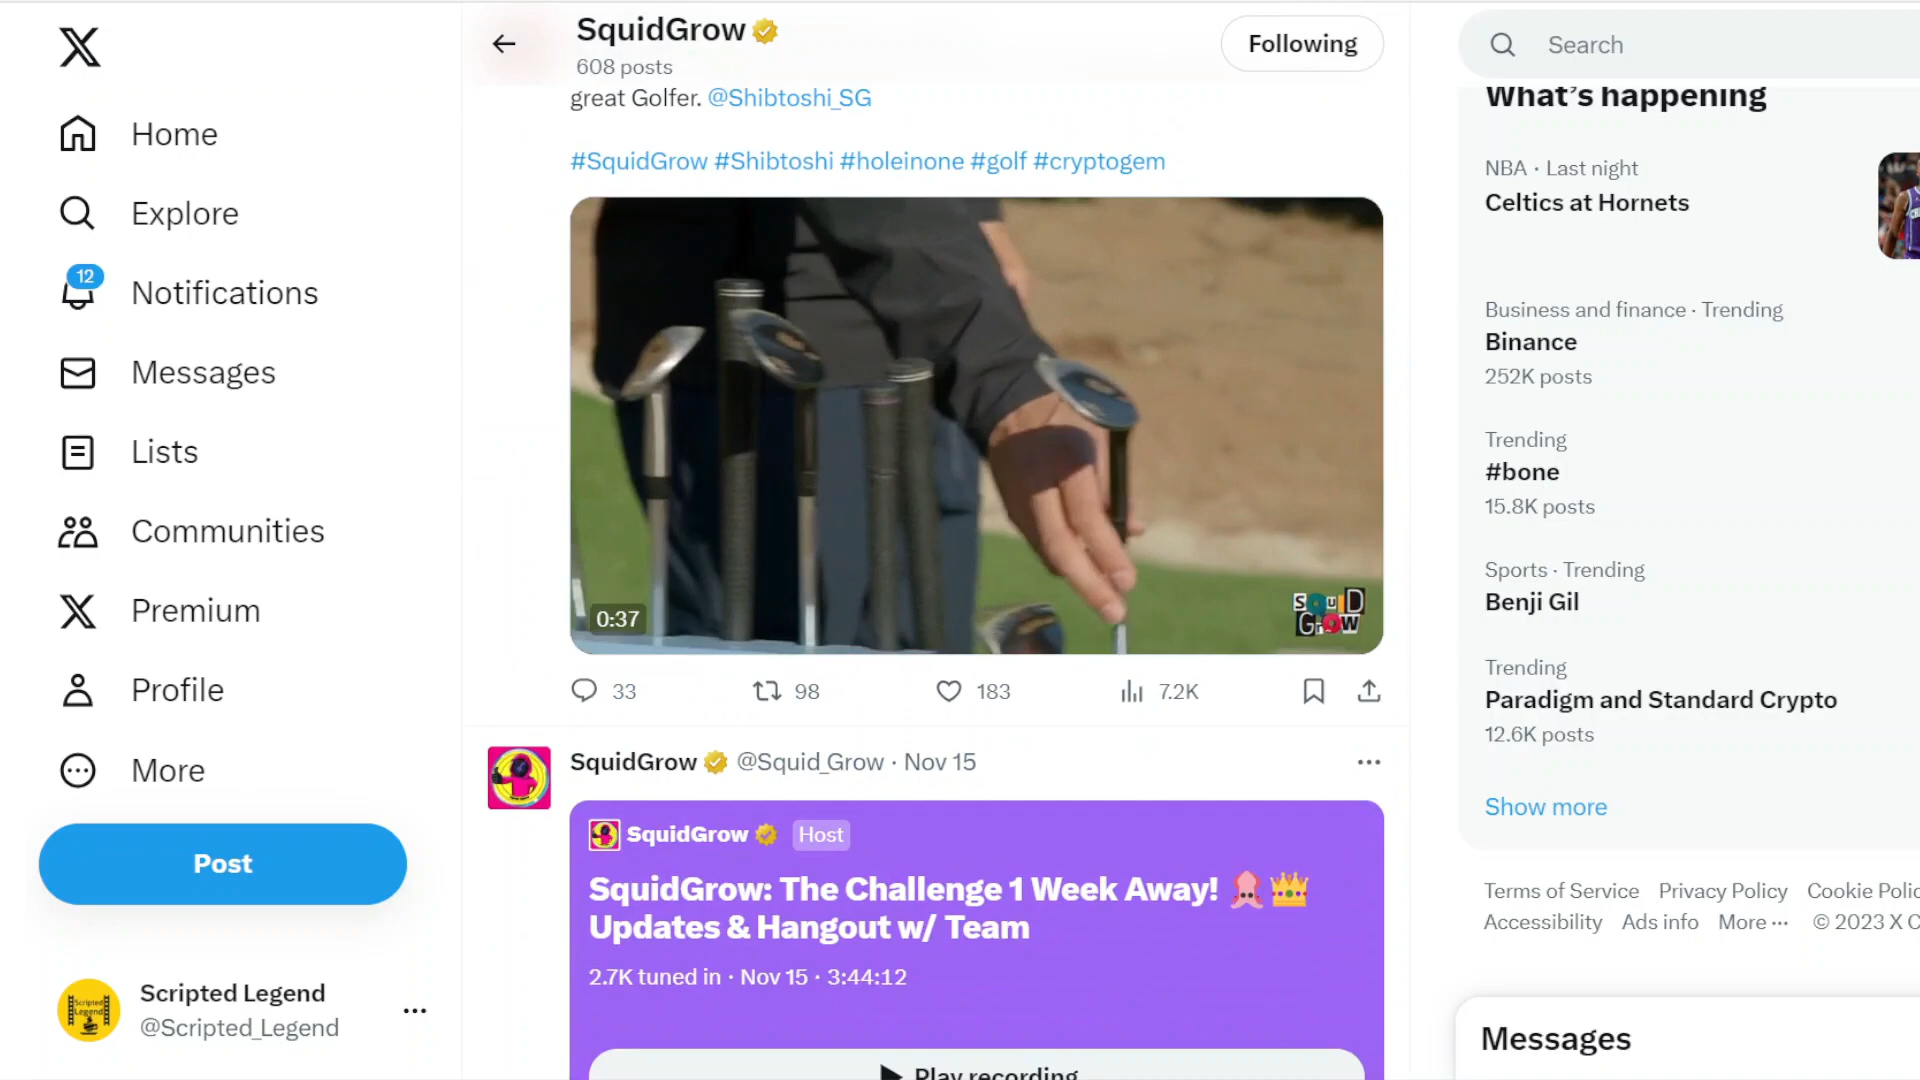 Home
Explore
12
Notifications
Messages
Lists
Communities
Premium
Profile
More
Post
Scripted Legend
@Scripted_Legend
SquidGrow
608 posts
Following
great Golfer. @Shibtoshi_SG
#SquidGrow #Shibtoshi #holeinone #golf #cryptogem
0:37
SQUID
GROW
33
98
183
7.2K
SquidGrow @Squid_Grow · Nov 15
SquidGrow Host
SquidGrow: The Challenge 1 Week Away! 🦑👑
Updates & Hangout w/ Team
2.7K tuned in · Nov 15 · 3:44:12
Play recording
Search
What's happening
NBA · Last night
Celtics at Hornets
Business and finance · Trending
Binance
252K posts
Trending
#bone
15.8K posts
Sports · Trending
Benji Gil
Trending
Paradigm and Standard Crypto
12.6K posts
Show more
Terms of Service Privacy Policy Cookie Polic
Accessibility Ads info More ··· © 2023 X C
Messages